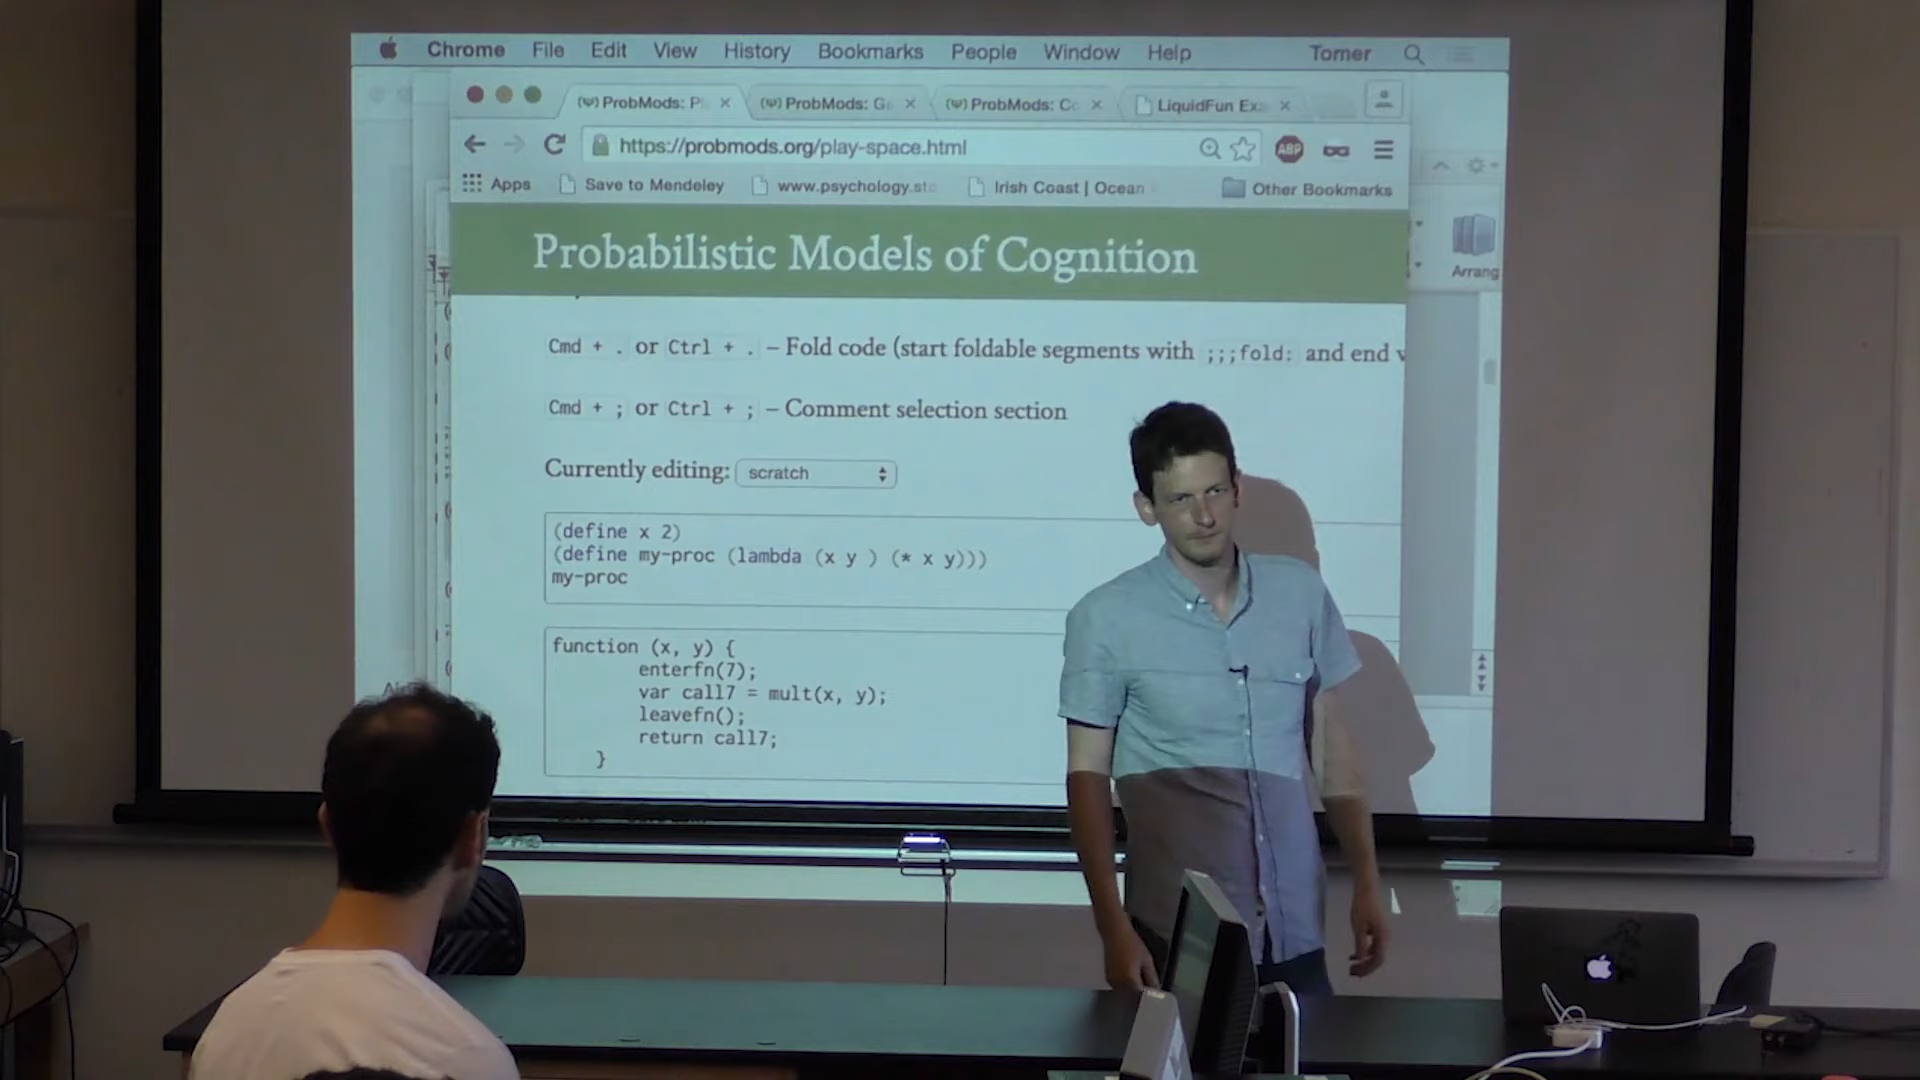 Chrome File Edit View History Bookmarks People Window Help Tomer
ProbMods: P ProbMods: G ProbMods: Co LiquidFun Exa
https://probmods.org/play-space.html
ABP
Apps Save to Mendeley www.psychology.st Irish Coast | Ocean Other Bookmarks
Probabilistic Models of Cognition
Arrang
Cmd + . or Ctrl + . – Fold code (start foldable segments with ;;;fold: and end
Cmd + ; or Ctrl + ; – Comment selection section
Currently editing: scratch
(define x 2)
(define my-proc (lambda (x y ) (* x y)))
my-proc
function (x, y) {
enterfn(7);
var call7 = mult(x, y);
leavefn();
return call7;
}